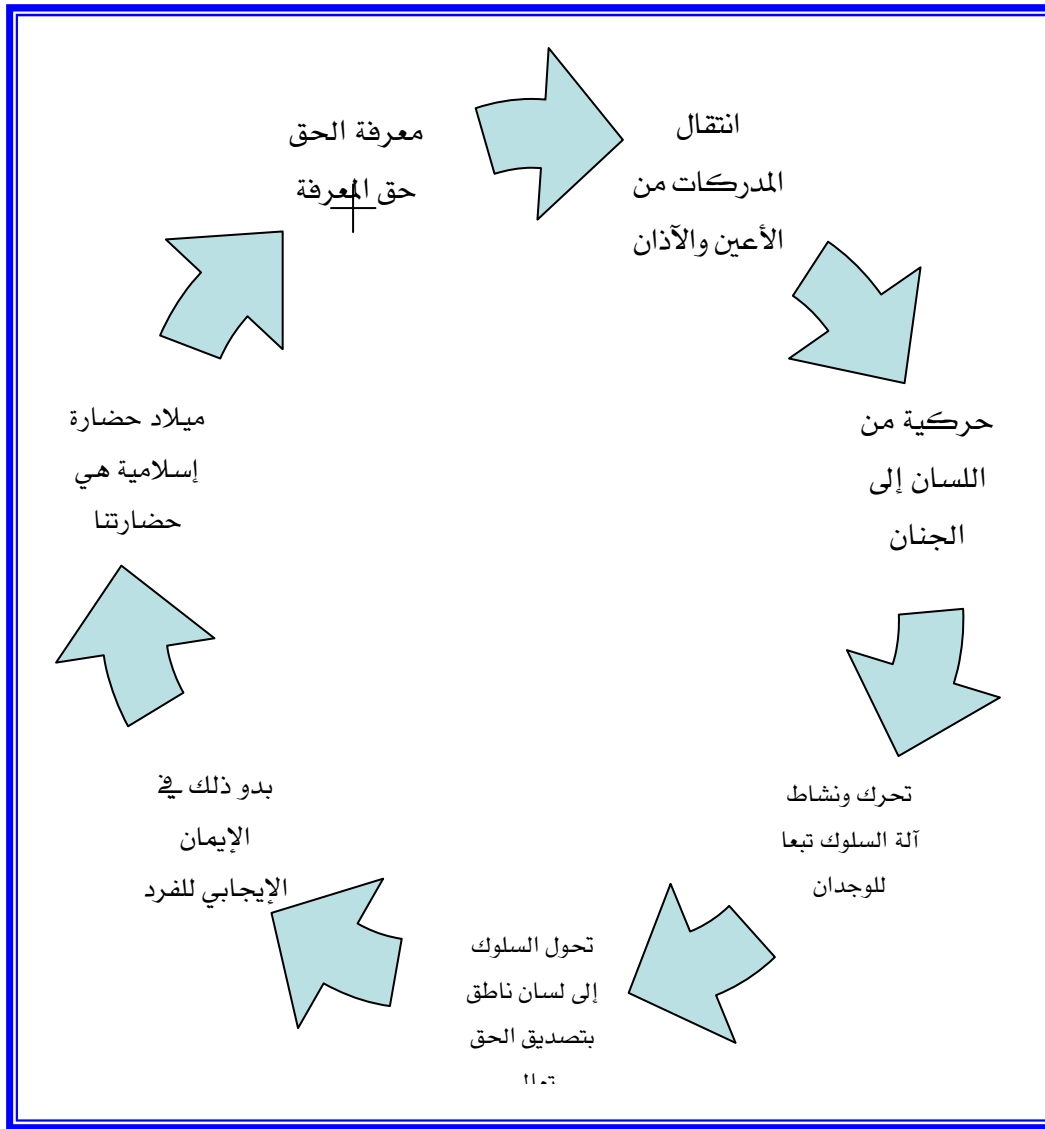 معرفة الحق
حق المعرفة
انتقال
المدركات من
الأعين والآذان
حركية من
اللسان إلى
الجنان
تحرك ونشاط
آلة السلوك تبعا
للوجدان
تحول السلوك
إلى لسان ناطق
بتصديق الحق
بدو ذلك في
الإيمان
الإيجابي للفرد
ميلاد حضارة
إسلامية هي
حضارتنا